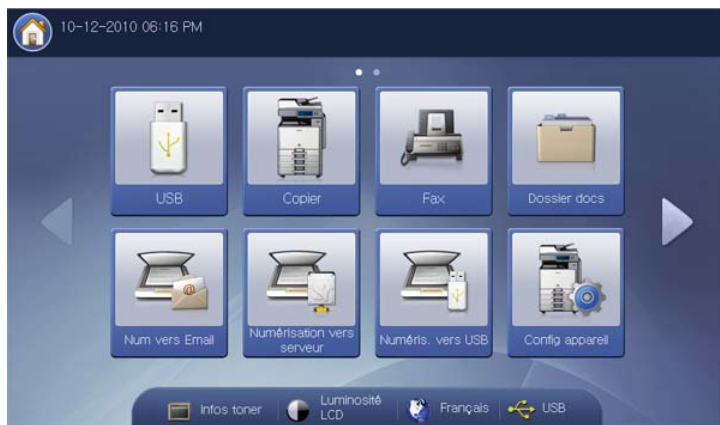 10-12-2010 06:16 PM
USB
Copier
Fax
Dossier docs
Num vers Email
Numérisation vers
serveur
Numéris. vers USB
Config appareil
Infos toner
Luminosité
LCD
Français
USB